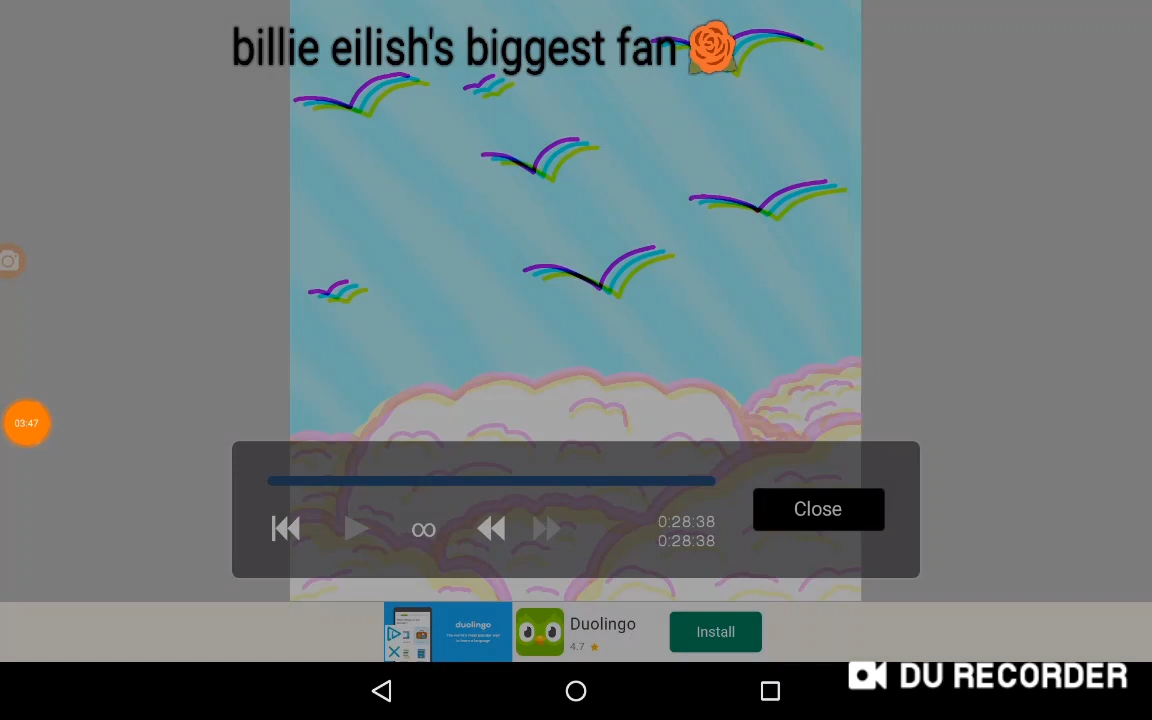 billie eilish's biggest fan🌹
03:47
0:28:38
0:28:38
Close
duolingo
Duolingo
4.7 ★
Install
DU RECORDER